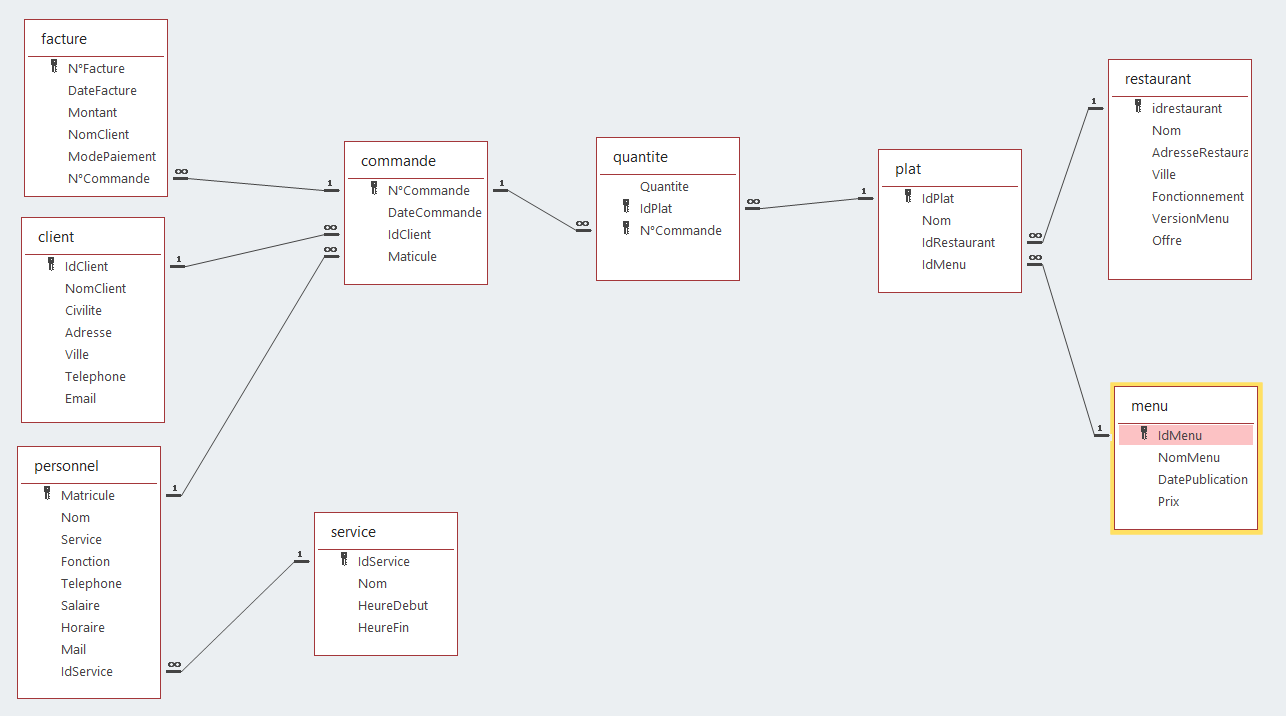 facture
N°Facture
DateFacture
Montant
NomClient
ModePaiement
N°Commande
client
IdClient
NomClient
Civilite
Adresse
Ville
Telephone
Email
personnel
Matricule
Nom
Service
Fonction
Telephone
Salaire
Horaire
Mail
IdService
commande
N°Commande
DateCommande
IdClient
Maticule
service
IdService
Nom
HeureDebut
HeureFin
quantite
Quantite
IdPlat
N°Commande
plat
IdPlat
Nom
IdRestaurant
IdMenu
restaurant
idrestaurant
Nom
AdresseRestaura
Ville
Fonctionnement
VersionMenu
Offre
menu
IdMenu
NomMenu
DatePublication
Prix
∞
1
1
∞
1
∞
1
∞
1
∞
1
∞
1
∞
1
∞